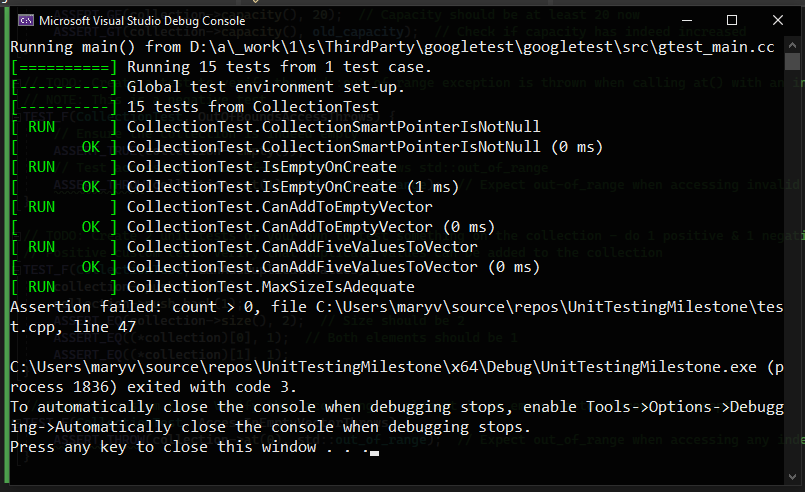 Microsoft Visual Studio Debug Console
Running main() from D:\a\_work\1\s\ThirdParty\googletest\googletest\src\gtest_main.cc
[==========] Running 15 tests from 1 test case.
[----------] Global test environment set-up.
[----------] 15 tests from CollectionTest
[ RUN      ] CollectionTest.CollectionSmartPointerIsNotNull
[       OK ] CollectionTest.CollectionSmartPointerIsNotNull (0 ms)
[ RUN      ] CollectionTest.IsEmptyOnCreate
[       OK ] CollectionTest.IsEmptyOnCreate (1 ms)
[ RUN      ] CollectionTest.CanAddToEmptyVector
[       OK ] CollectionTest.CanAddToEmptyVector (0 ms)
[ RUN      ] CollectionTest.CanAddFiveValuesToVector
[       OK ] CollectionTest.CanAddFiveValuesToVector (0 ms)
[ RUN      ] CollectionTest.MaxSizeIsAdequate
Assertion failed: count > 0, file C:\Users\maryv\source\repos\UnitTestingMilestone\tes
t.cpp, line 47
C:\Users\maryv\source\repos\UnitTestingMilestone\x64\Debug\UnitTestingMilestone.exe (p
rocess 1836) exited with code 3.
To automatically close the console when debugging stops, enable Tools->Options->Debugg
ing->Automatically close the console when debugging stops.
Press any key to close this window . . .